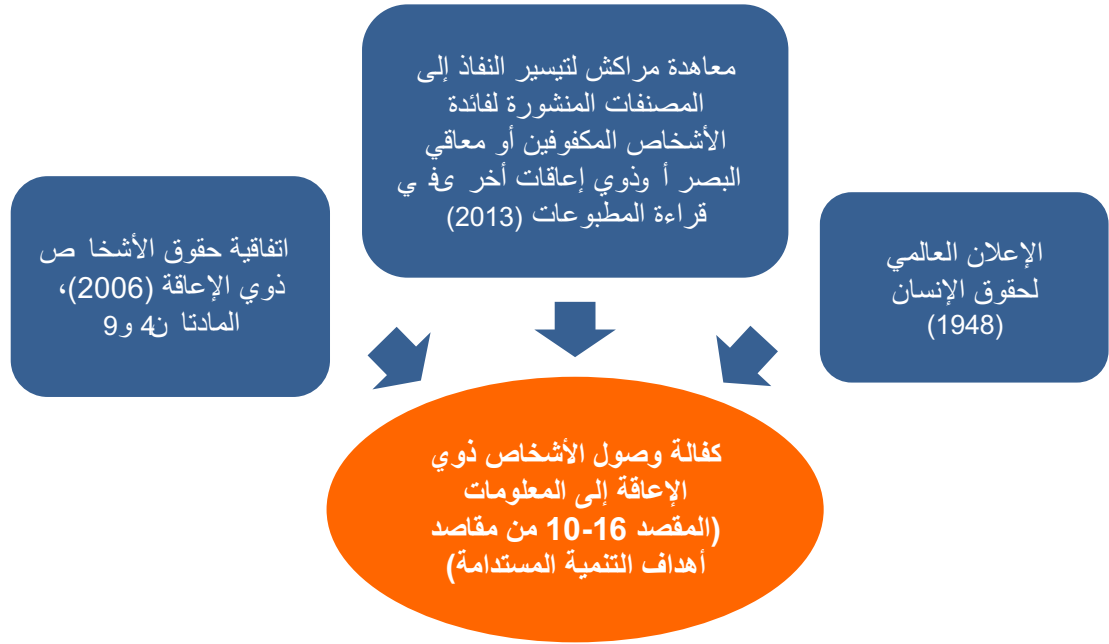 معاهدة مراكش لتيسير النفاذ إلى
المصنفات المنشورة لفائدة
الأشخاص المكفوفين أو معاقي
البصر أ وذوي إعاقات أخر ىف ي
قراءة المطبوعات (2013)
الإعلان العالمي
لحقوق الإنسان
(1948)
اتفاقية حقوق الأشخا ص
ذوي الإعاقة (2006)،
المادتا ن4 و9
كفالة وصول الأشخاص ذوي
الإعاقة إلى المعلومات
(المقصد 16-10 من مقاصد
أهداف التنمية المستدامة)